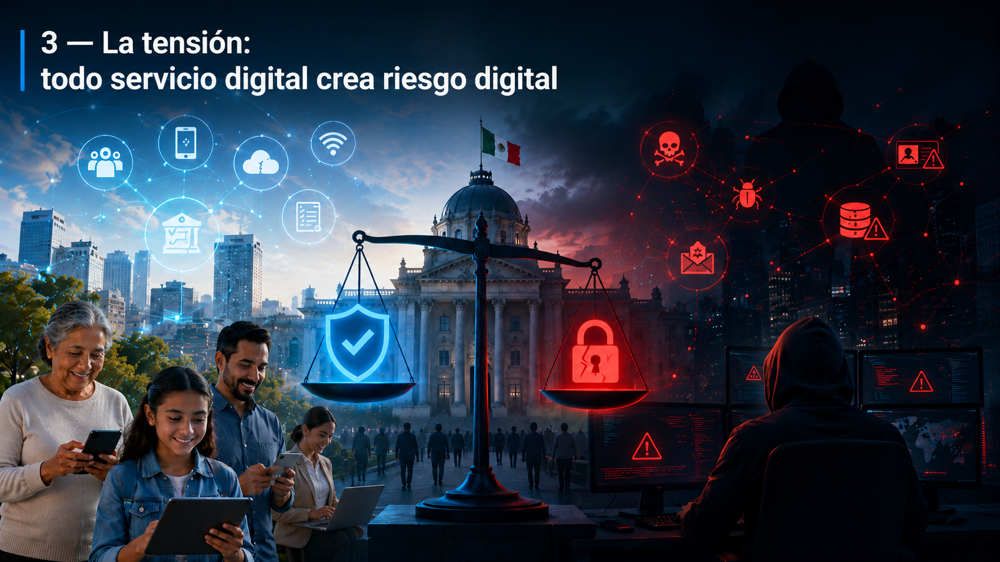 3 — La tensión:
todo servicio digital crea riesgo digital